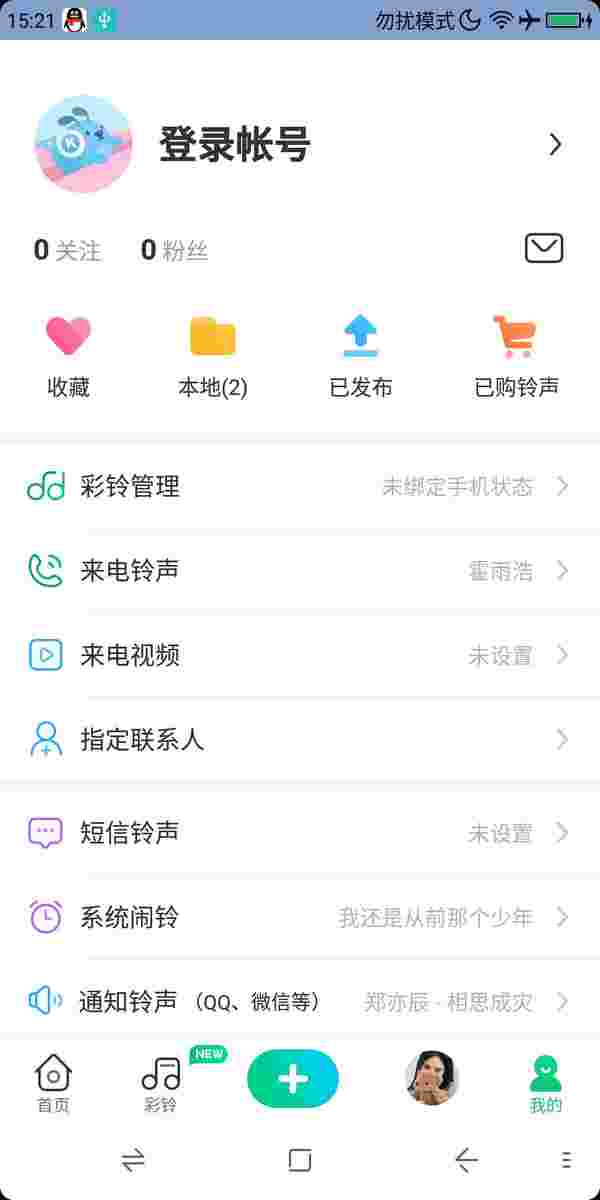 15:21 勿扰模式
登录帐号
0 关注 0 粉丝
收藏 本地(2) 已发布 已购铃声
彩铃管理 未绑定手机状态
来电铃声 霍雨浩
来电视频 未设置
指定联系人
短信铃声 未设置
系统闹铃 我还是从前那个少年
通知铃声（QQ、微信等） 郑亦辰 - 相思成灾
NEW
首页 彩铃 我的